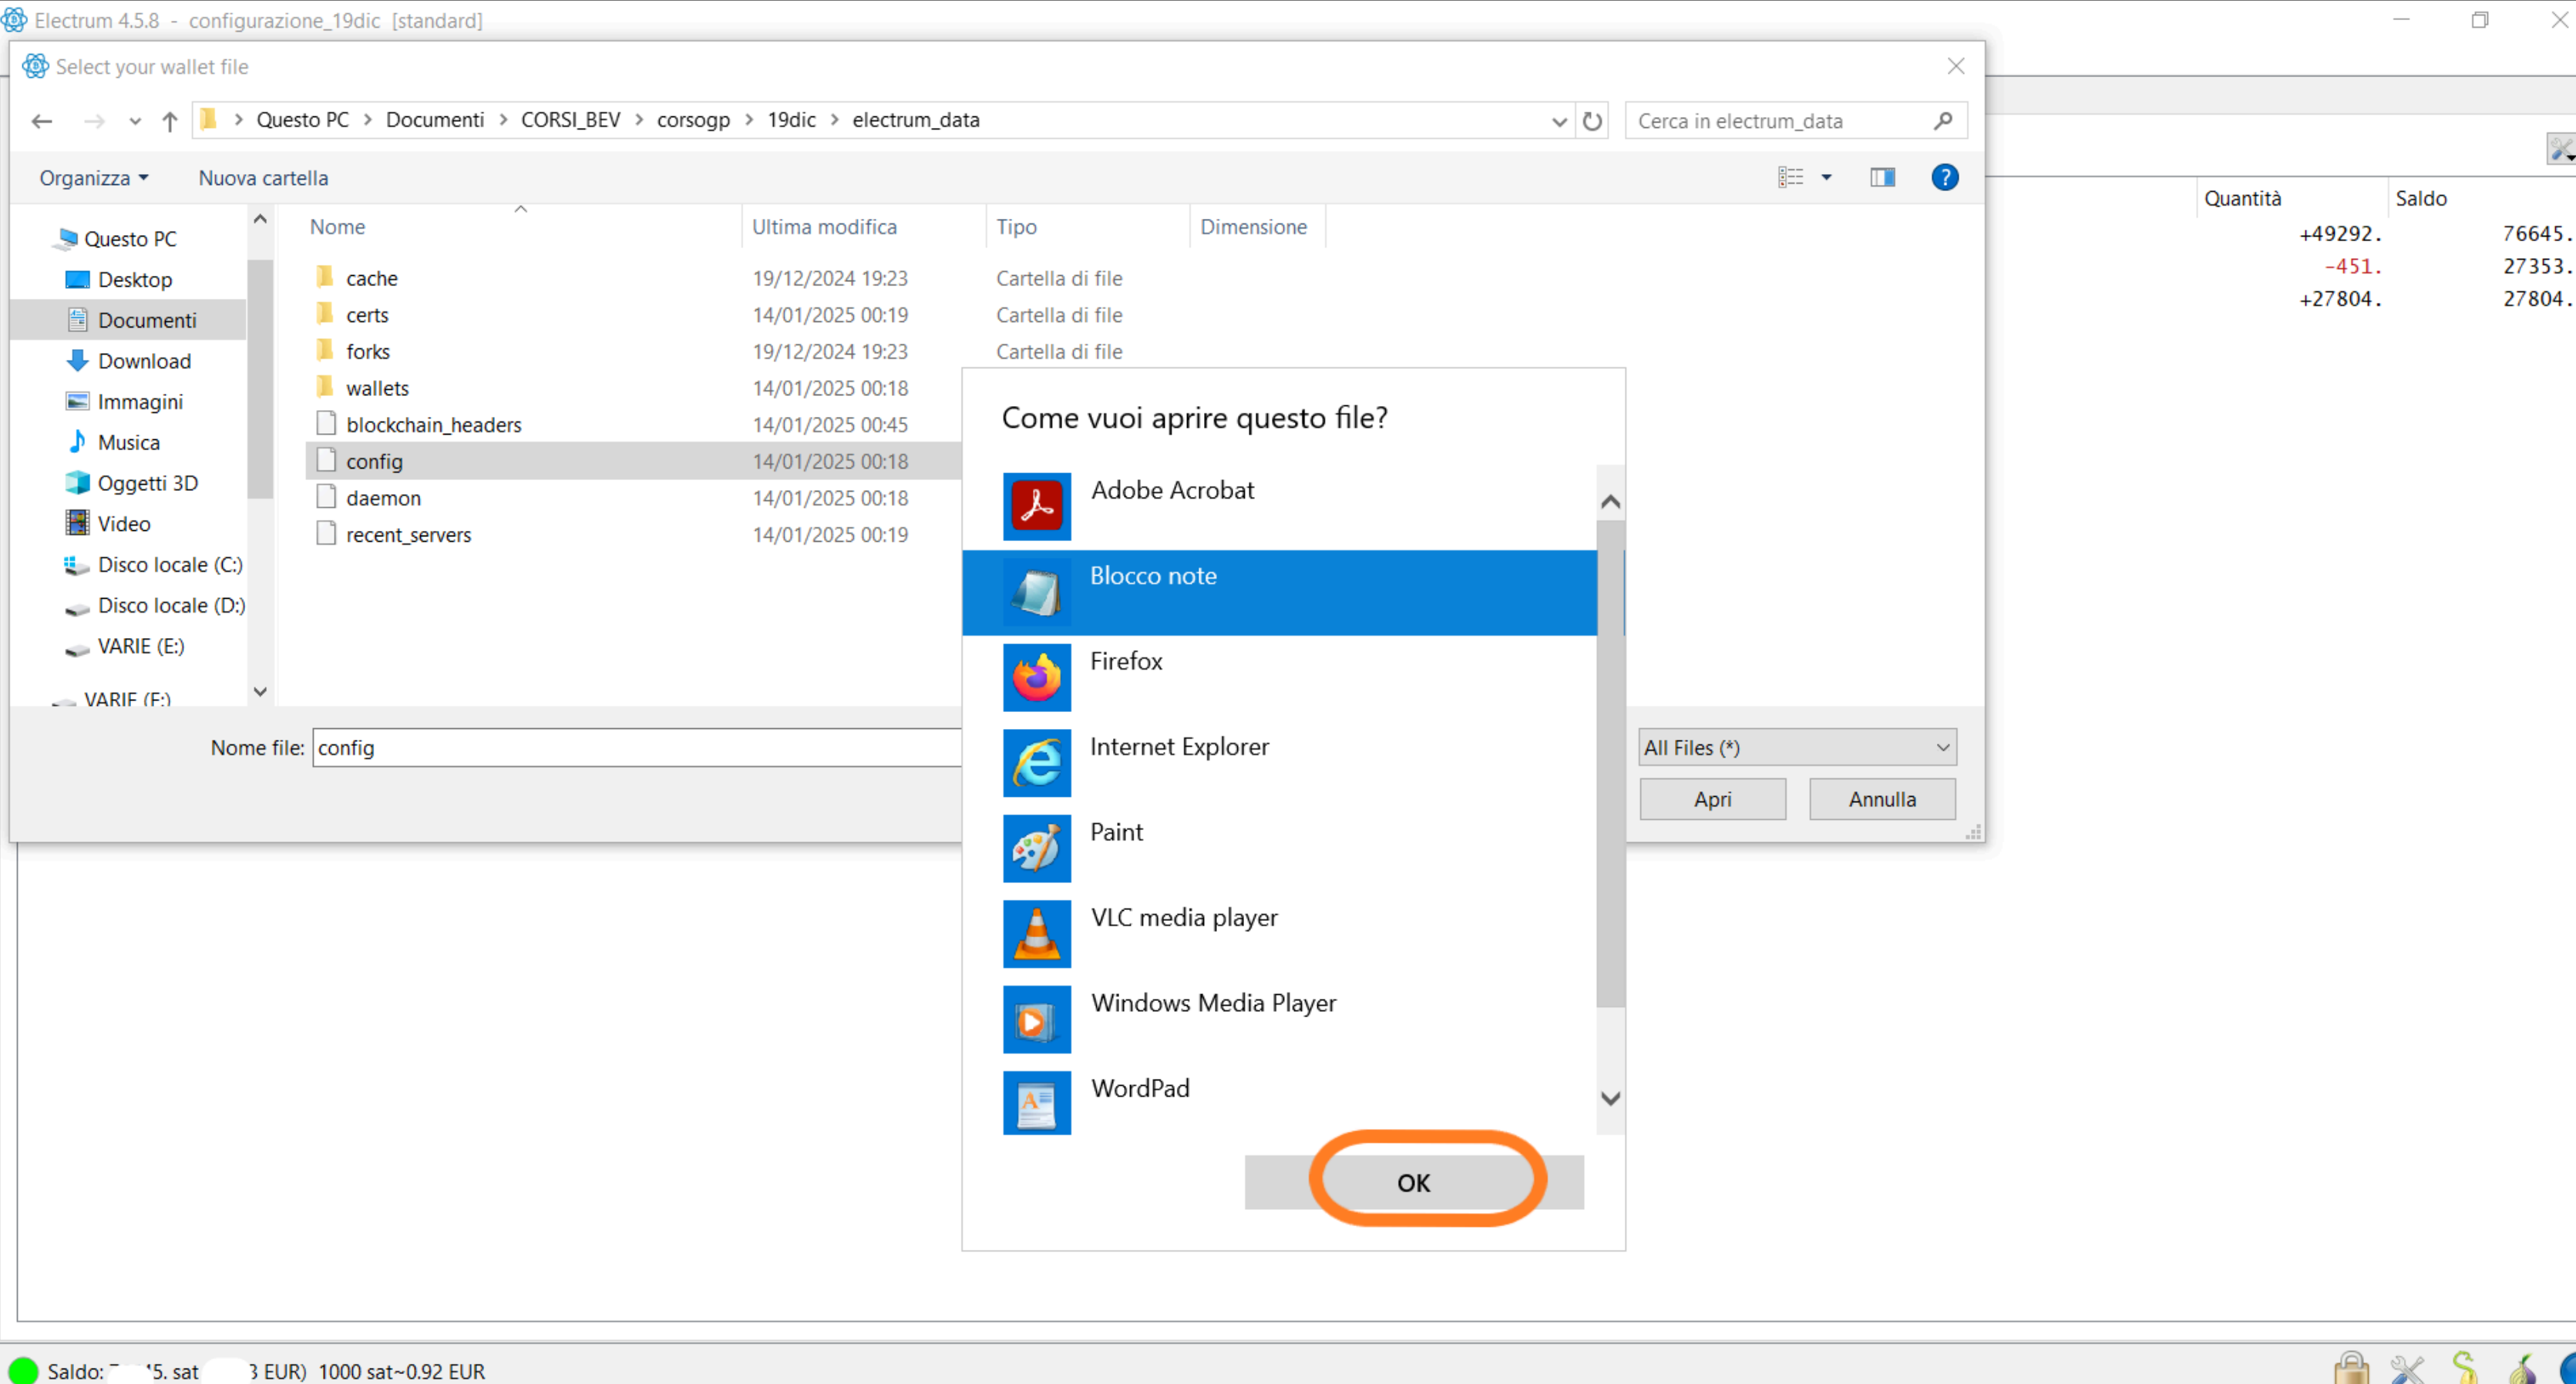 Electrum 4.5.8 - configurazione_19dic [standard]
Select your wallet file
Questo PC > Documenti > CORSI_BEV > corsogp > 19dic > electrum_data
Cerca in electrum_data
Organizza
Nuova cartella
Nome
Ultima modifica
Tipo
Dimensione
Quantità
Saldo
Questo PC
Desktop
Documenti
Download
Immagini
Musica
Oggetti 3D
Video
Disco locale (C:)
Disco locale (D:)
VARIE (E:)
VARIE (E:)
cache 19/12/2024 19:23 Cartella di file
certs 14/01/2025 00:19 Cartella di file
forks 19/12/2024 19:23 Cartella di file
wallets 14/01/2025 00:18
blockchain_headers 14/01/2025 00:45
config 14/01/2025 00:18
daemon 14/01/2025 00:18
recent_servers 14/01/2025 00:19
+49292. 76645.
-451. 27353.
+27804. 27804.
Nome file: config
All Files (*)
Apri
Annulla
Come vuoi aprire questo file?
Adobe Acrobat
Blocco note
Firefox
Internet Explorer
Paint
VLC media player
Windows Media Player
WordPad
OK
Saldo: 5. sat EUR) 1000 sat~0.92 EUR